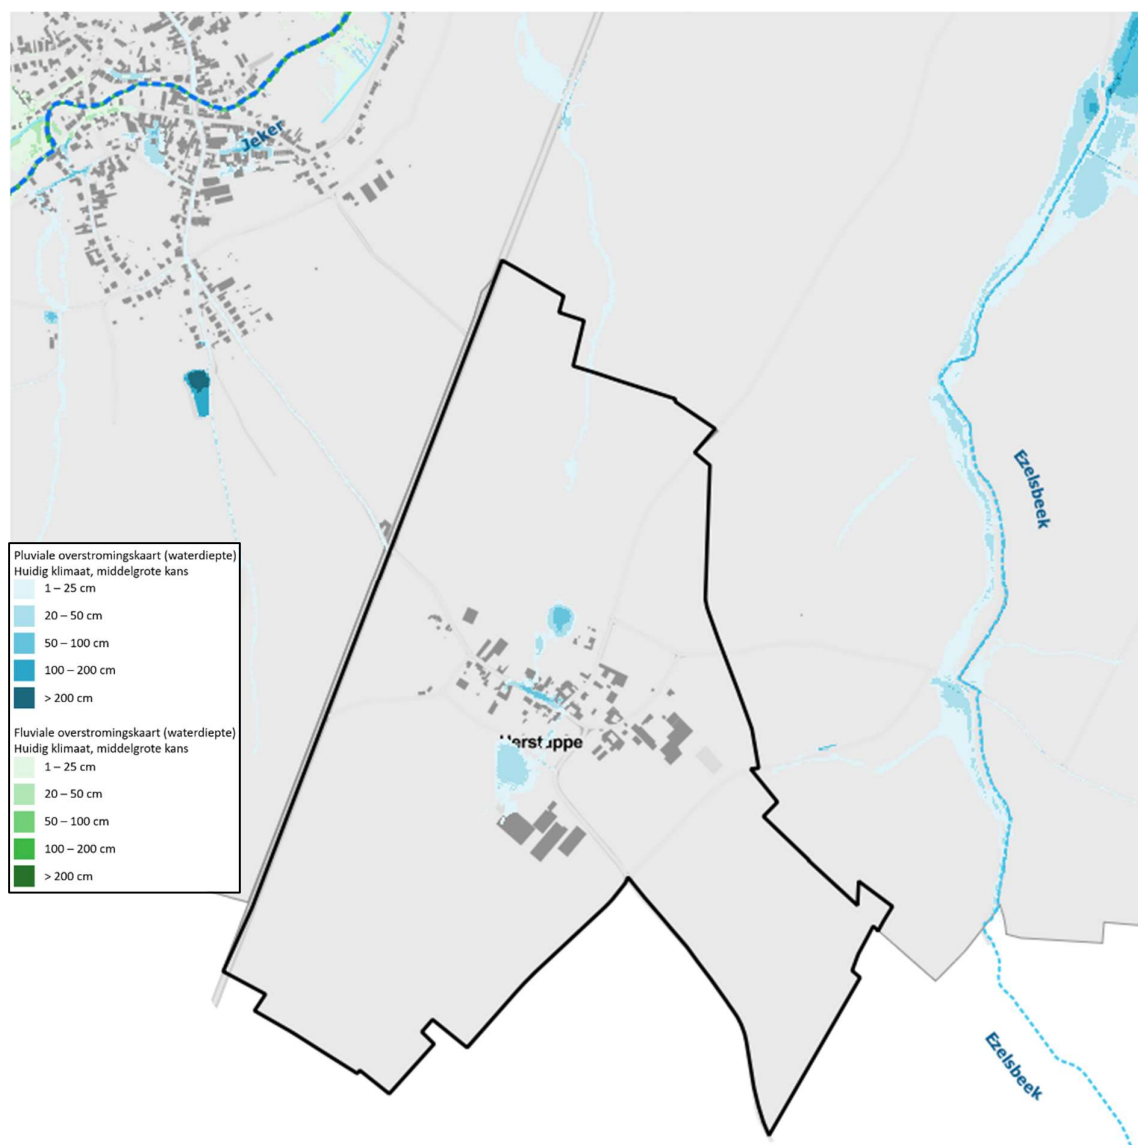 Jeker
Ezelsbeek
Pluviale overstromingskaart (waterdiepte)
Huidig klimaat, middelgrote kans
1 – 25 cm
20 – 50 cm
50 – 100 cm
100 – 200 cm
> 200 cm
Fluviale overstromingskaart (waterdiepte)
Huidig klimaat, middelgrote kans
1 – 25 cm
20 – 50 cm
50 – 100 cm
100 – 200 cm
> 200 cm
Herstappe
Ezelsbeek